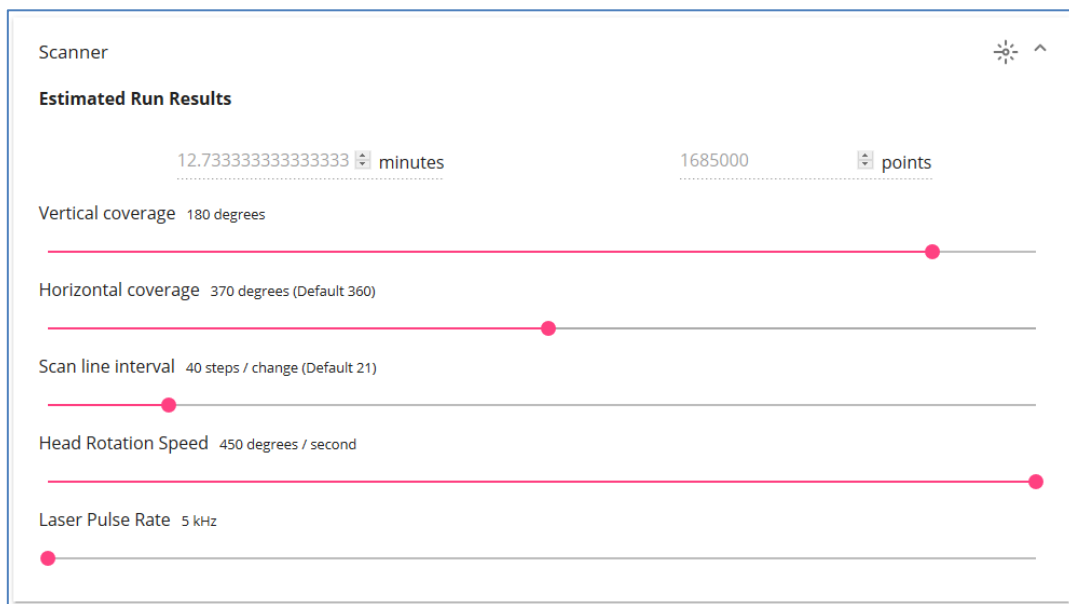 Scanner
Estimated Run Results
12.733333333333333 minutes 1685000 points
Vertical coverage 180 degrees
Horizontal coverage 370 degrees (Default 360)
Scan line interval 40 steps / change (Default 21)
Head Rotation Speed 450 degrees / second
Laser Pulse Rate 5 kHz